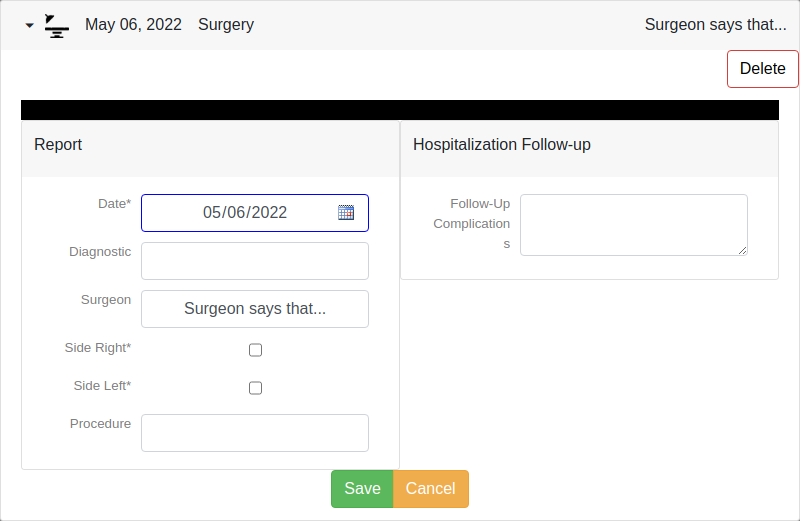 May 06, 2022 Surgery Surgeon says that...
Delete
Report
Hospitalization Follow-up
Date*
05/06/2022
Diagnostic
Surgeon
Surgeon says that...
Side Right*
Side Left*
Procedure
Follow-Up
Complication
s
Save
Cancel